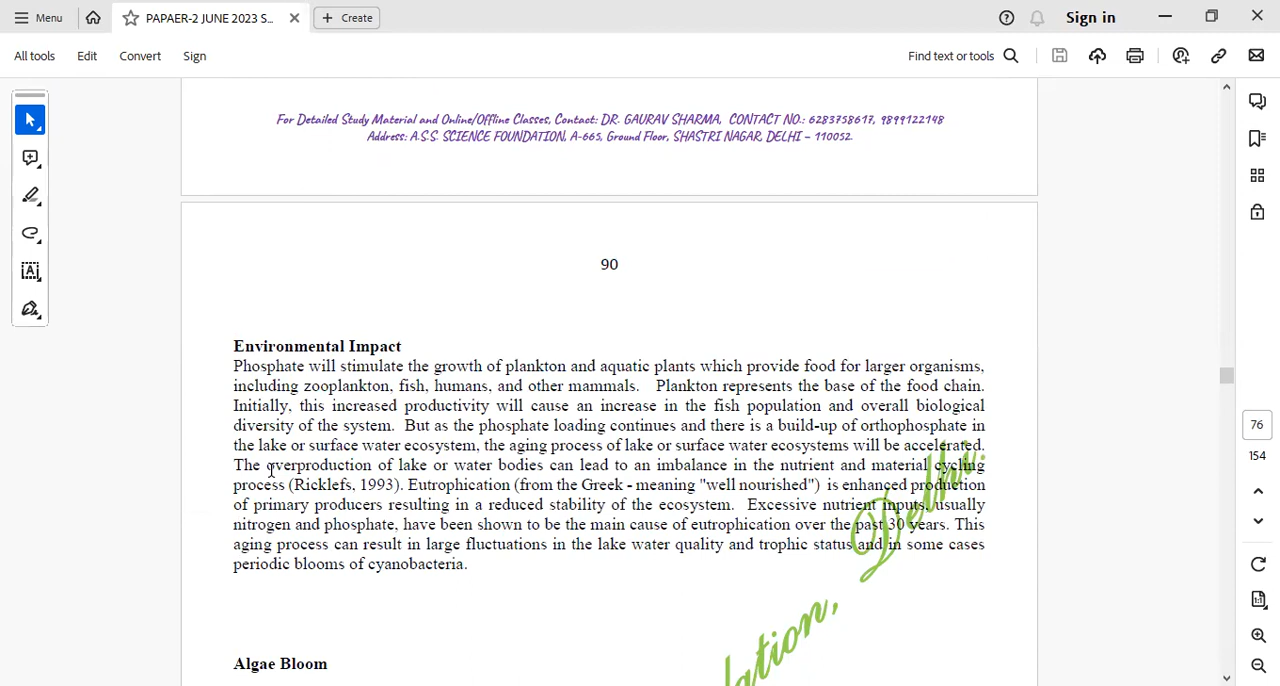 Menu
PAPAER-2 JUNE 2023 S...
Create
Sign in
All tools
Edit
Convert
Sign
Find text or tools
For Detailed Study Material and Online/Offline Classes, Contact: DR. GAURAV SHARMA, CONTACT NO.: 6283758617, 9899122148
Address: A.S.S. SCIENCE FOUNDATION, A-665, Ground Floor, SHASTRI NAGAR, DELHI – 110052.
90
Environmental Impact
Phosphate will stimulate the growth of plankton and aquatic plants which provide food for larger organisms,
including zooplankton, fish, humans, and other mammals. Plankton represents the base of the food chain.
Initially, this increased productivity will cause an increase in the fish population and overall biological
diversity of the system. But as the phosphate loading continues and there is a build-up of orthophosphate in
the lake or surface water ecosystem, the aging process of lake or surface water ecosystems will be accelerated.
The overproduction of lake or water bodies can lead to an imbalance in the nutrient and material cycling
process (Ricklefs, 1993). Eutrophication (from the Greek - meaning "well nourished") is enhanced production
of primary producers resulting in a reduced stability of the ecosystem. Excessive nutrient inputs, usually
nitrogen and phosphate, have been shown to be the main cause of eutrophication over the past 30 years. This
aging process can result in large fluctuations in the lake water quality and trophic status and in some cases
periodic blooms of cyanobacteria.
Delhi.
dation,
Algae Bloom
76
154